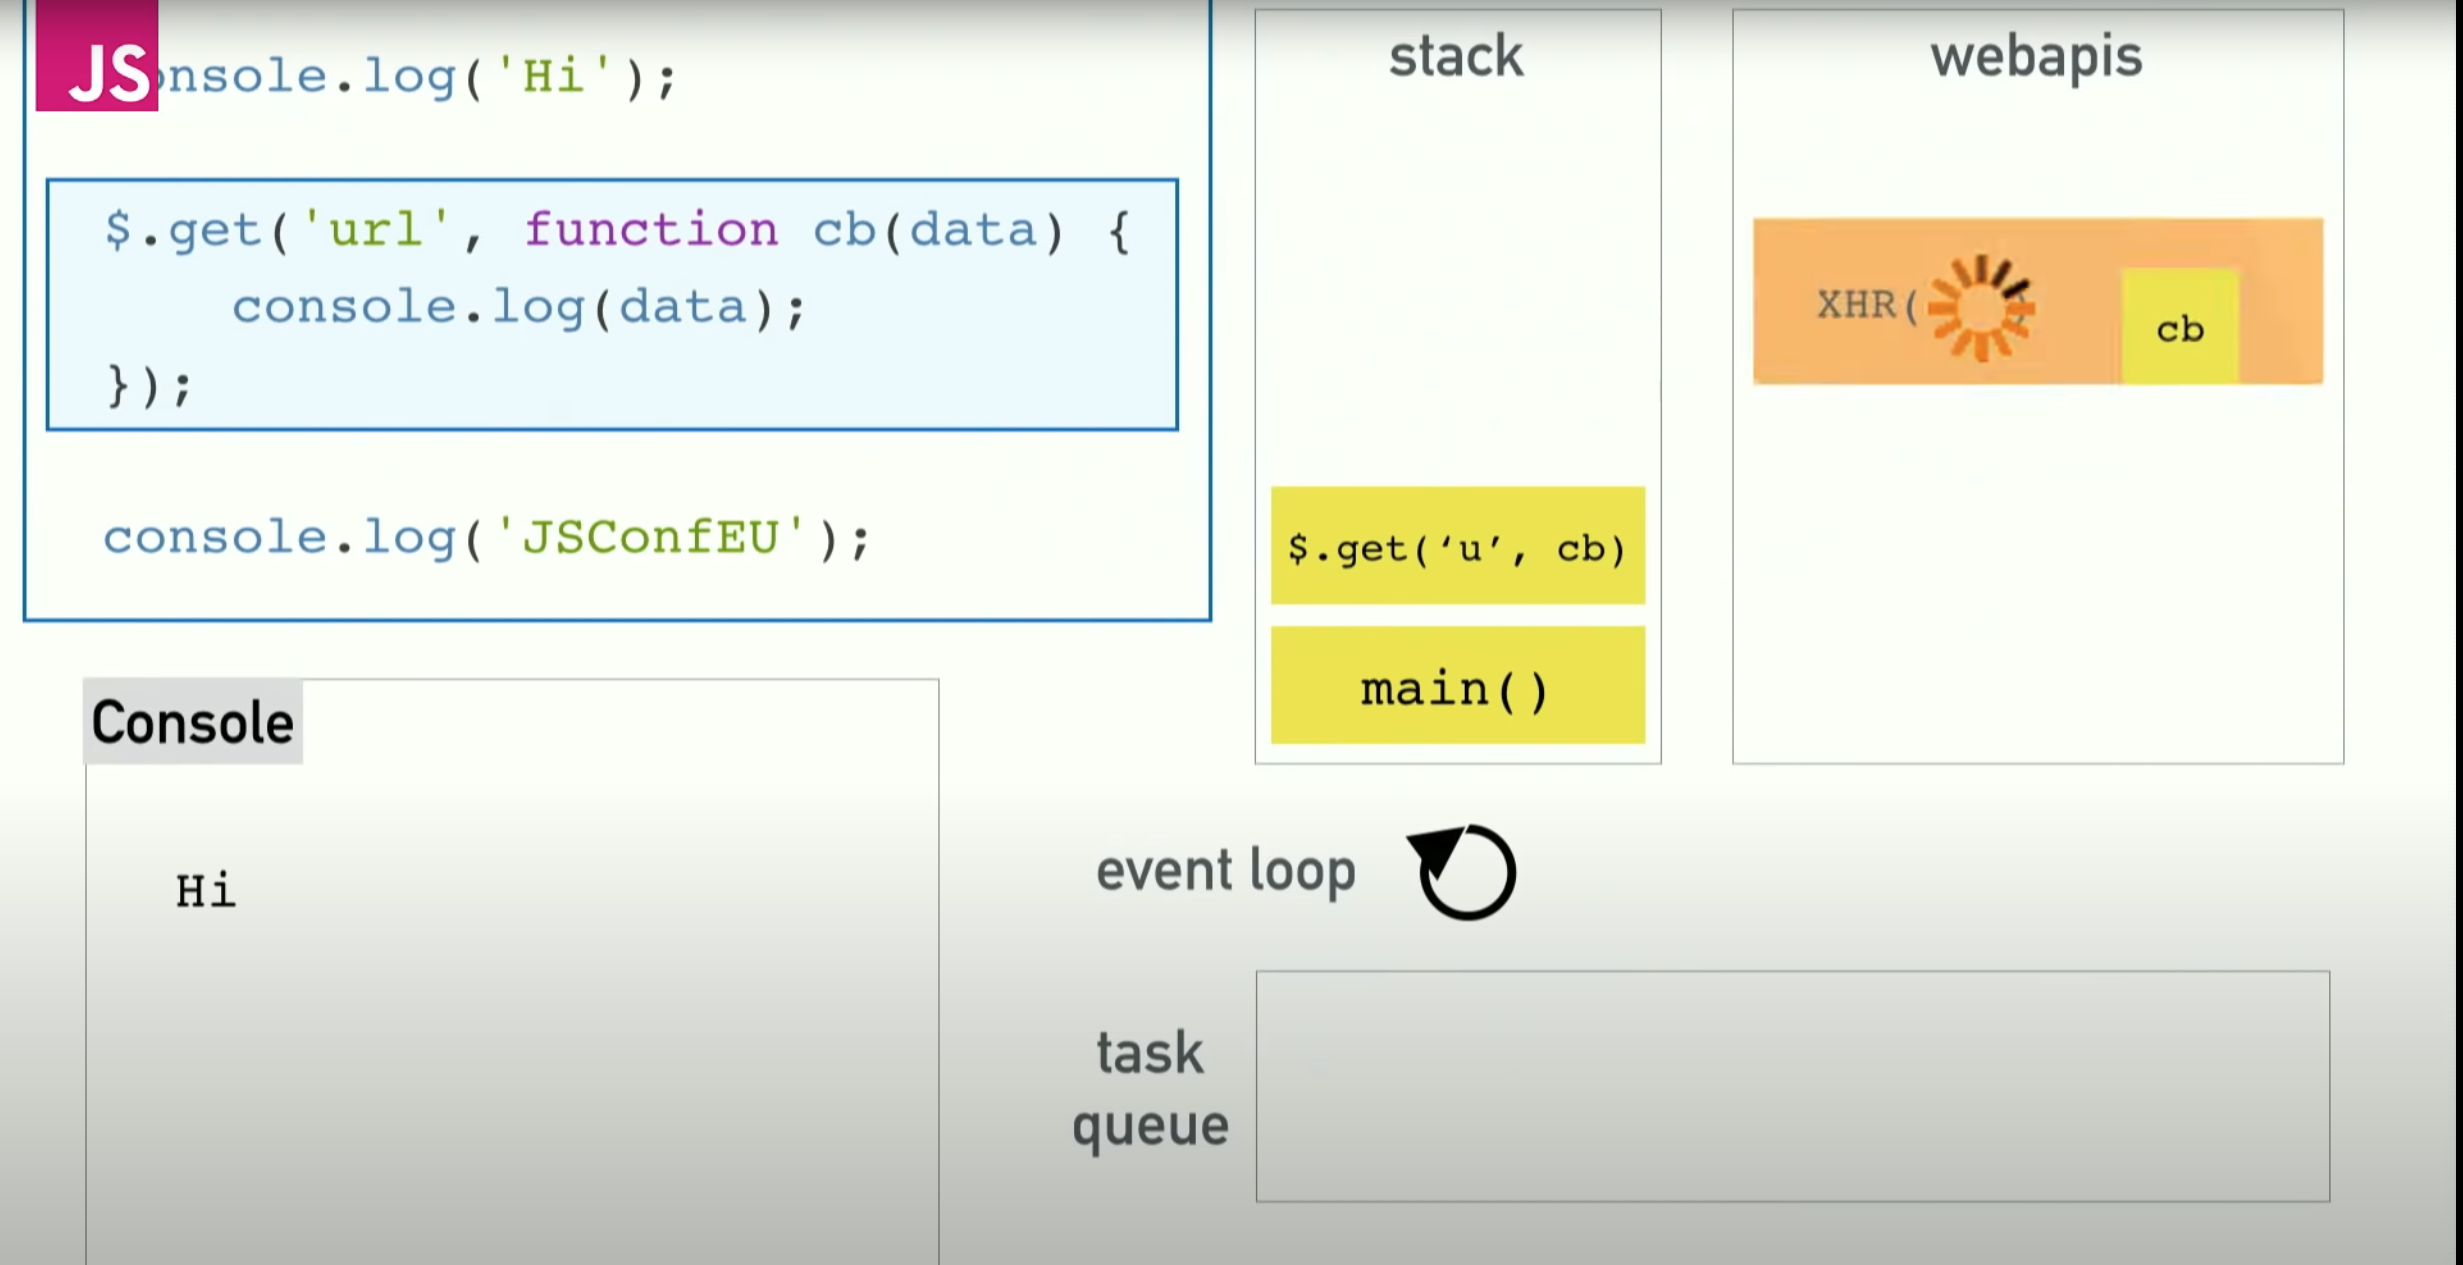 JS
onsole.log('Hi');
$.get('url', function cb(data) {
console.log(data);
});
console.log('JSConfEU');
Console
Hi
stack
$.get(‘u’, cb)
main()
webapis
XHR( )
cb
event loop
task
queue